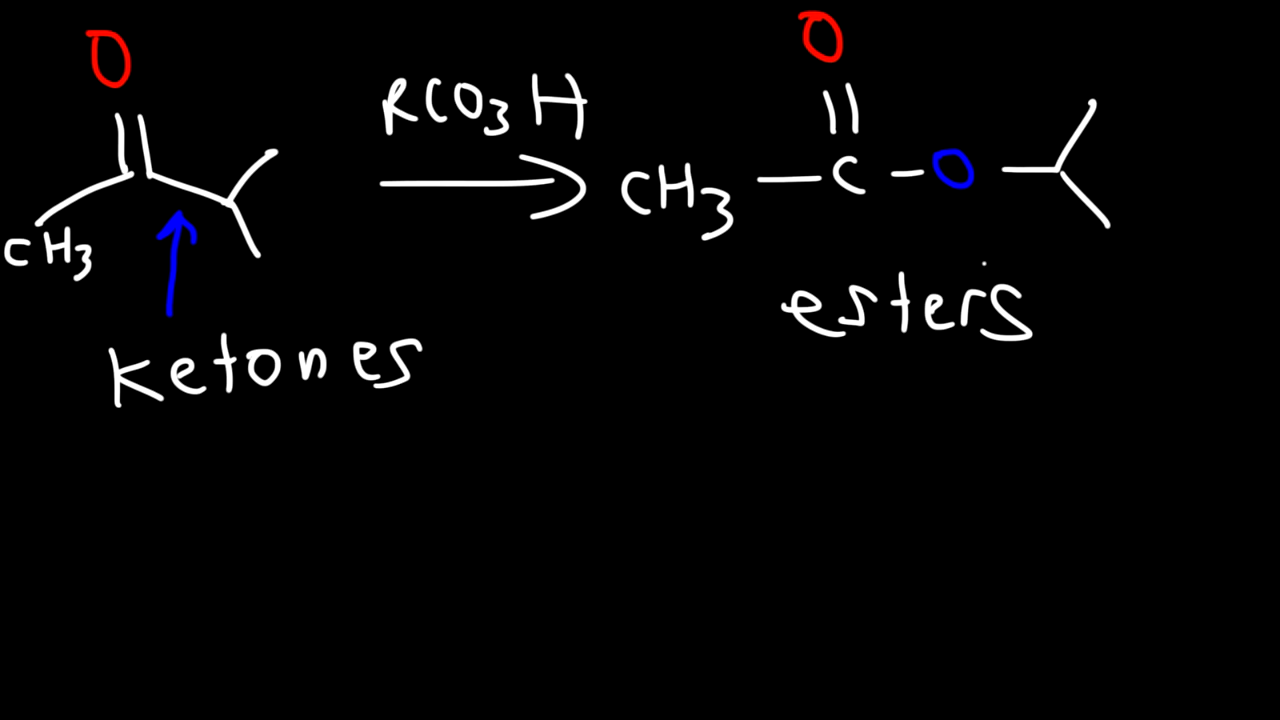 O
O
RCO₃H
CH₃
CH₃ — C — O
esters
ketones